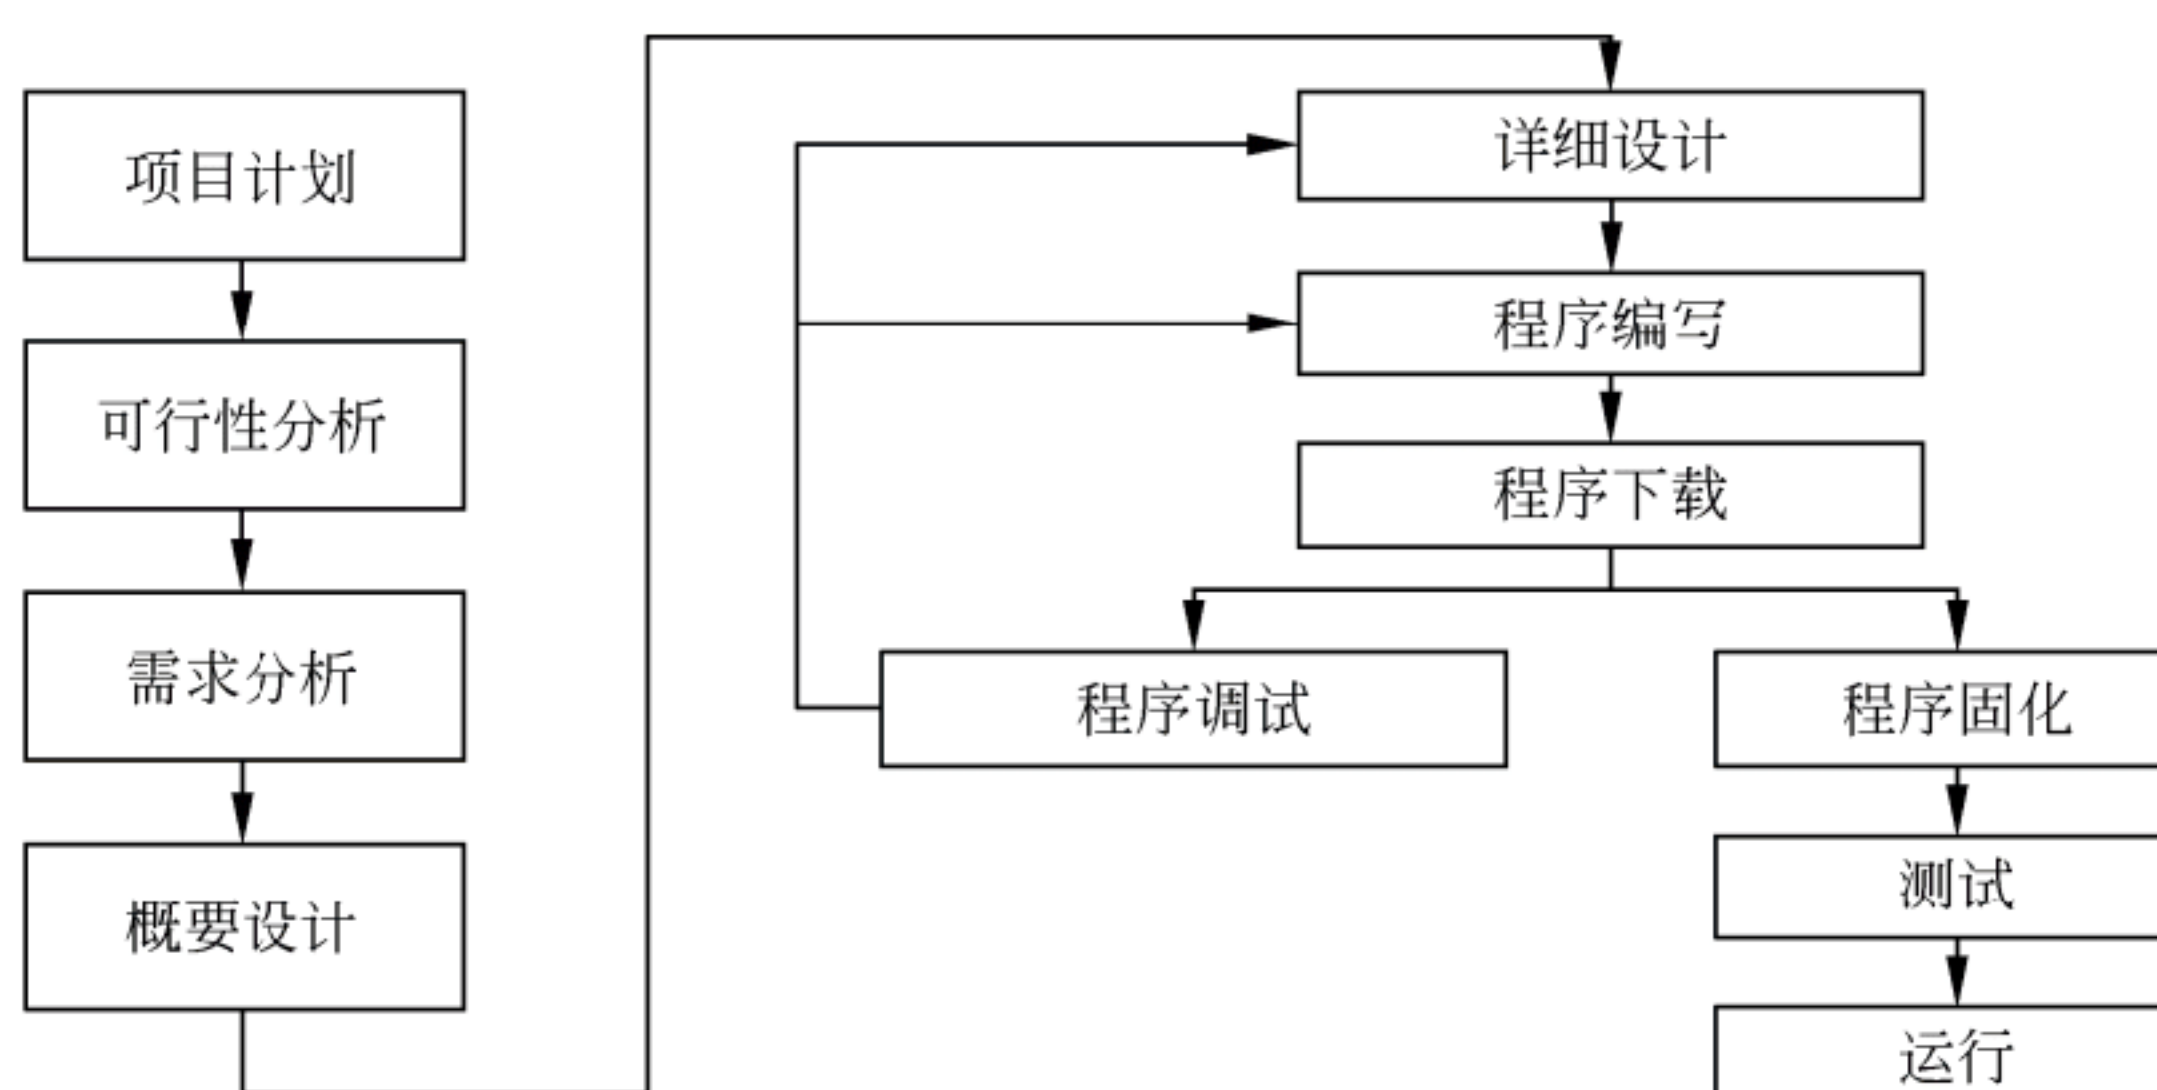 项目计划
可行性分析
需求分析
概要设计
详细设计
程序编写
程序下载
程序调试
程序固化
测试
运行